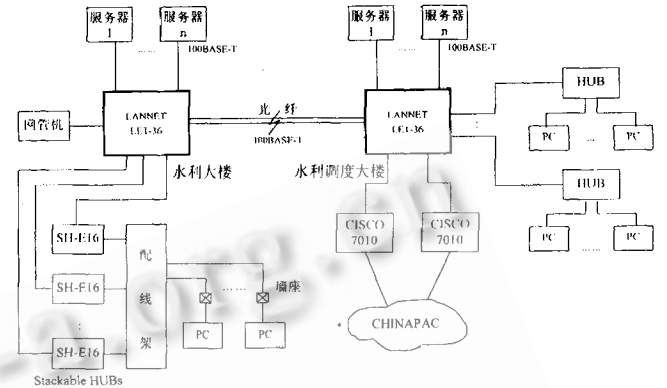 服务器
1
服务器
n
100BASE-T
服务器
1
服务器
n
100BASE-T
网管机
LANNET
LET-36
光纤
100BASE-T
LANNET
LET-36
HUB
PC
...
PC
水利大楼
水利调度大楼
HUB
PC
......
PC
SH-E16
SH-E16
SH-E16
Stackable HUBs
配
线
架
......
墙座
PC
PC
CISCO
7010
CISCO
7010
CHINAPAC